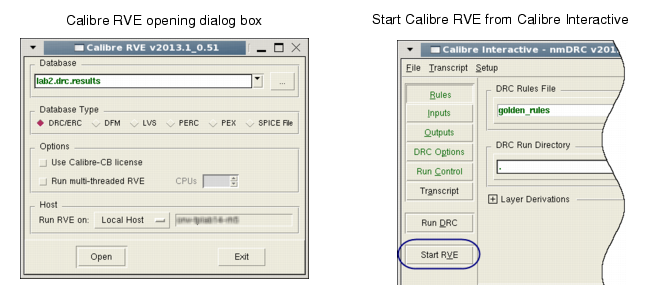 Calibre RVE opening dialog box
Calibre RVE v2013.1_0.51
Database
lab2.drc.results
...
Database Type
DRC/ERC DFM LVS PERC PEX SPICE File
Options
Use Calibre-CB license
Run multi-threaded RVE CPUs
Host
Run RVE on: Local Host
Open Exit
Start Calibre RVE from Calibre Interactive
Calibre Interactive - nmDRC v201
File Transcript Setup
Rules
Inputs
Outputs
DRC Options
Run Control
Transcript
Run DRC
Start RVE
DRC Rules File
golden_rules
DRC Run Directory
.
Layer Derivations